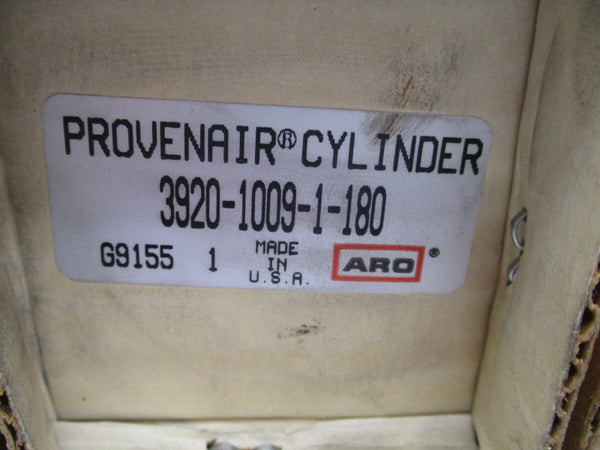 PROVENAIR® CYLINDER
3920-1009-1-180
G9155 1 MADE IN U.S.A. ARO®